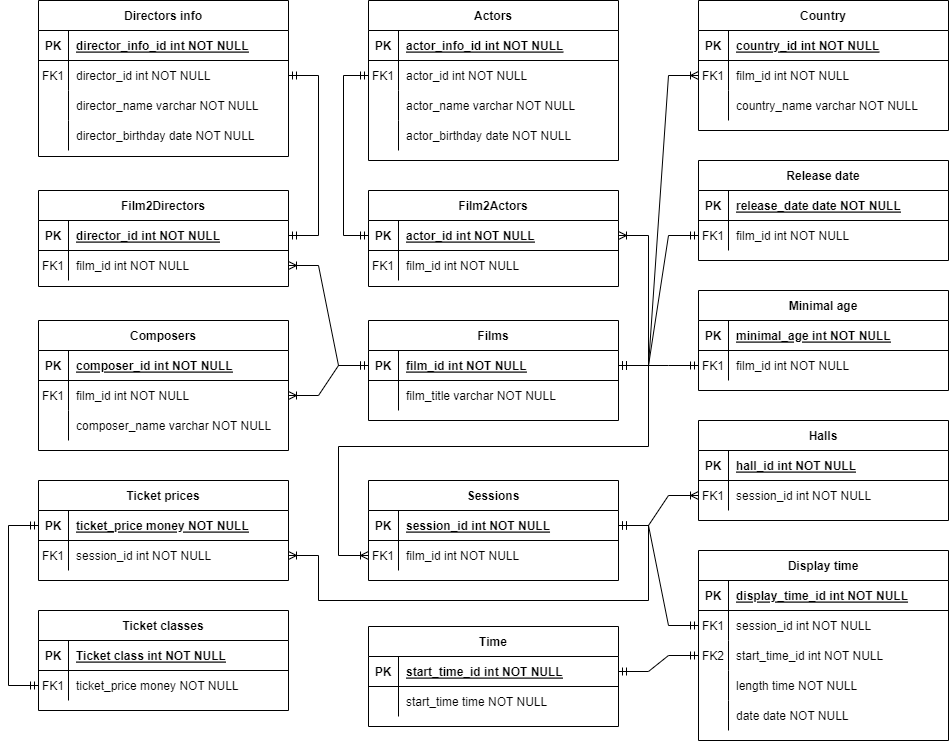 Directors info
PK director_info_id int NOT NULL
FK1 director_id int NOT NULL
director_name varchar NOT NULL
director_birthday date NOT NULL
Actors
PK actor_info_id int NOT NULL
FK1 actor_id int NOT NULL
actor_name varchar NOT NULL
actor_birthday date NOT NULL
Country
PK country_id int NOT NULL
FK1 film_id int NOT NULL
country_name varchar NOT NULL
Film2Directors
PK director_id int NOT NULL
FK1 film_id int NOT NULL
Film2Actors
PK actor_id int NOT NULL
FK1 film_id int NOT NULL
Release date
PK release_date date NOT NULL
FK1 film_id int NOT NULL
Composers
PK composer_id int NOT NULL
FK1 film_id int NOT NULL
composer_name varchar NOT NULL
Films
PK film_id int NOT NULL
film_title varchar NOT NULL
Minimal age
PK minimal_age int NOT NULL
FK1 film_id int NOT NULL
Halls
PK hall_id int NOT NULL
FK1 session_id int NOT NULL
Ticket prices
PK ticket_price money NOT NULL
FK1 session_id int NOT NULL
Sessions
PK session_id int NOT NULL
FK1 film_id int NOT NULL
Display time
PK display_time_id int NOT NULL
FK1 session_id int NOT NULL
FK2 start_time_id int NOT NULL
length time NOT NULL
date date NOT NULL
Ticket classes
PK Ticket class int NOT NULL
FK1 ticket_price money NOT NULL
Time
PK start_time_id int NOT NULL
start_time time NOT NULL